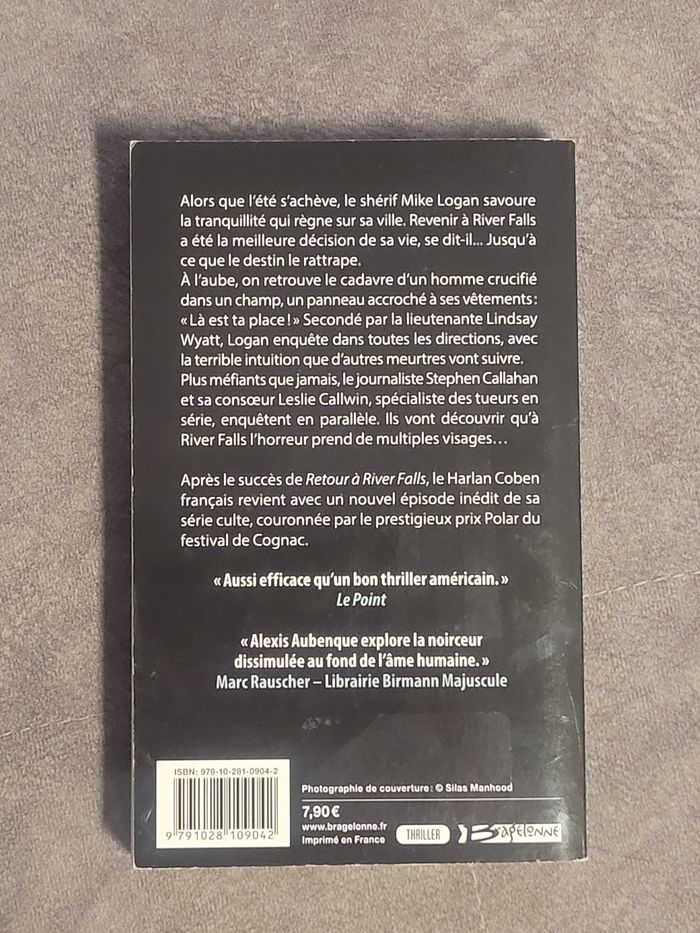 Alors que l'été s'achève, le shérif Mike Logan savoure
la tranquillité qui règne sur sa ville. Revenir à River Falls
a été la meilleure décision de sa vie, se dit-il... Jusqu'à
ce que le destin le rattrape.
À l'aube, on retrouve le cadavre d'un homme crucifié
dans un champ, un panneau accroché à ses vêtements :
« Là est ta place ! » Secondé par la lieutenante Lindsay
Wyatt, Logan enquête dans toutes les directions, avec
la terrible intuition que d'autres meurtres vont suivre.
Plus méfiants que jamais, le journaliste Stephen Callahan
et sa consœur Leslie Callwin, spécialiste des tueurs en
série, enquêtent en parallèle. Ils vont découvrir qu'à
River Falls l'horreur prend de multiples visages…
Après le succès de Retour à River Falls, le Harlan Coben
français revient avec un nouvel épisode inédit de sa
série culte, couronnée par le prestigieux prix Polar du
festival de Cognac.
« Aussi efficace qu'un bon thriller américain. »
Le Point
« Alexis Aubenque explore la noirceur
dissimulée au fond de l'âme humaine. »
Marc Rauscher – Librairie Birmann Majuscule
ISBN : 979-10-281-0904-2
9 791028 109042
Photographie de couverture : © Silas Manhood
7,90 €
www.bragelonne.fr
Imprimé en France
THRILLER
BRAGELONNE